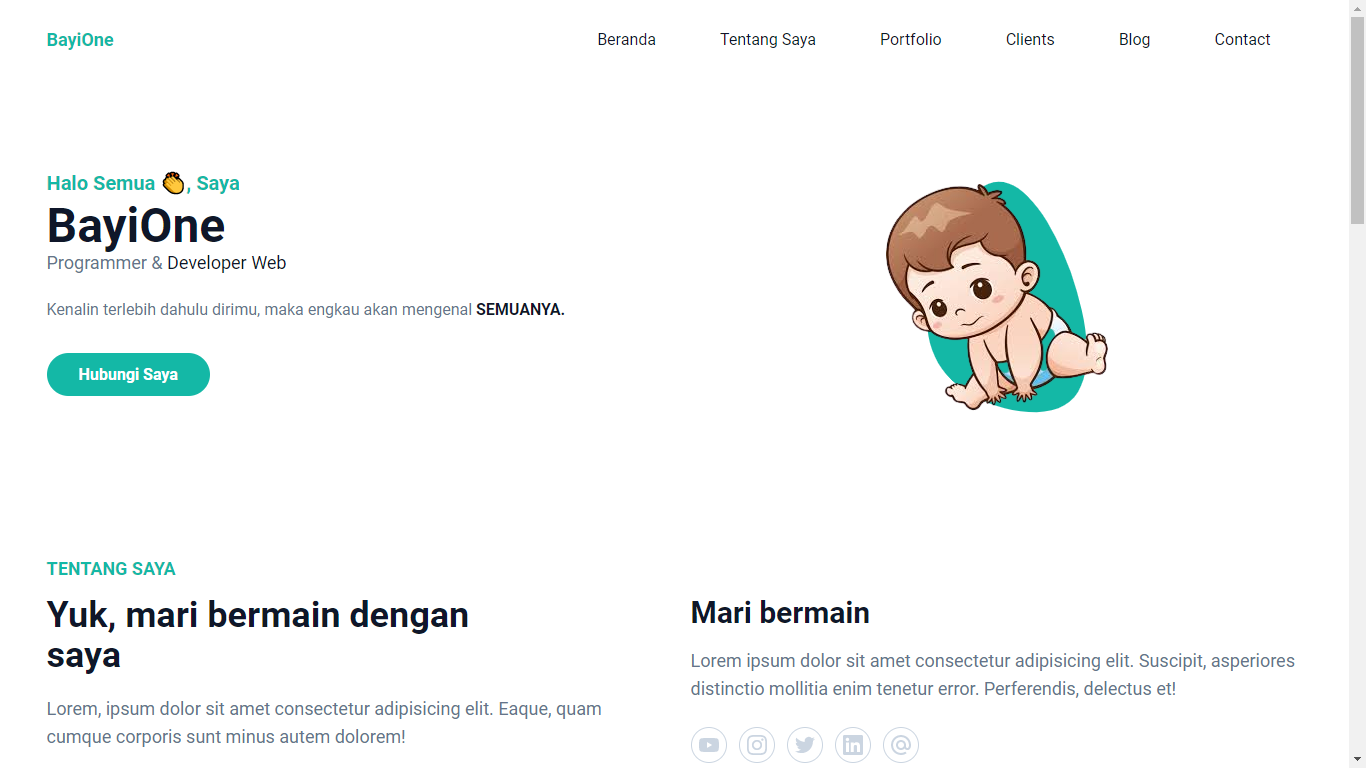 BayiOne
Beranda
Tentang Saya
Portfolio
Clients
Blog
Contact
Halo Semua 👏, Saya
BayiOne
Programmer & Developer Web
Kenalin terlebih dahulu dirimu, maka engkau akan mengenal SEMUANYA.
Hubungi Saya
TENTANG SAYA
Yuk, mari bermain dengan
saya
Lorem, ipsum dolor sit amet consectetur adipisicing elit. Eaque, quam
cumque corporis sunt minus autem dolorem!
Mari bermain
Lorem ipsum dolor sit amet consectetur adipisicing elit. Suscipit, asperiores
distinctio mollitia enim tenetur error. Perferendis, delectus et!